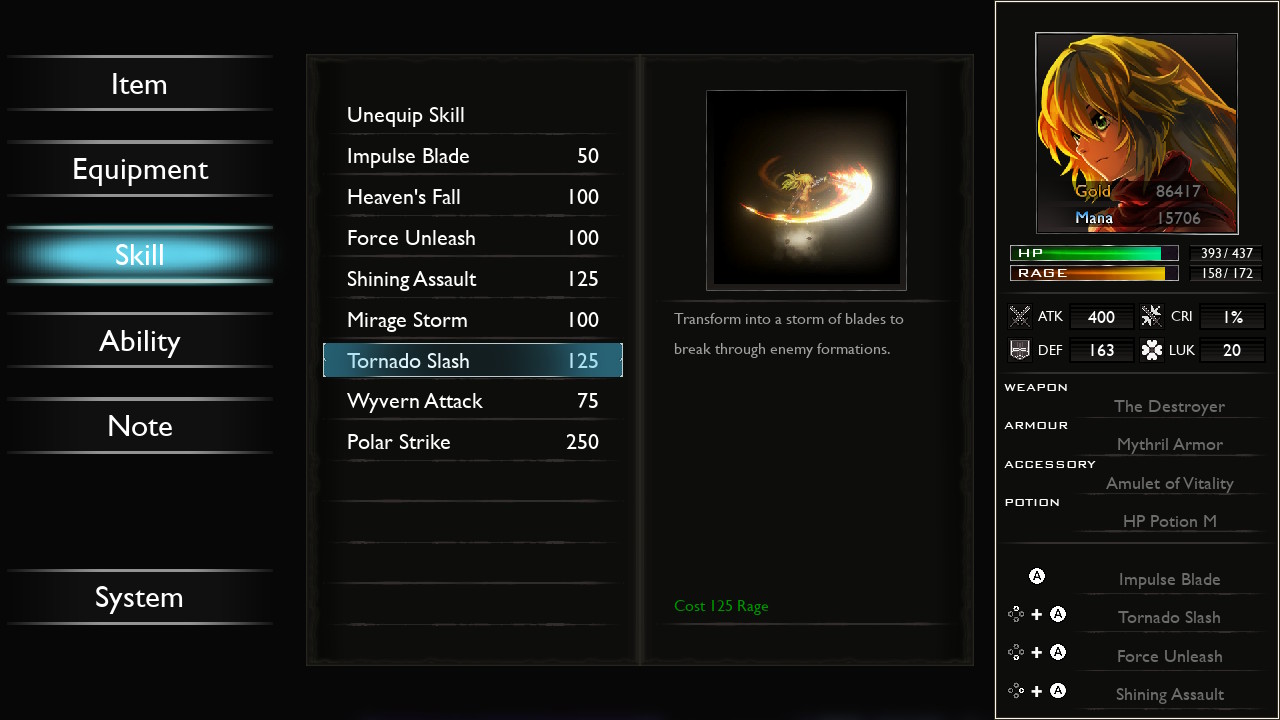 Item
Equipment
Skill
Ability
Note
System
Unequip Skill
Impulse Blade 50
Heaven's Fall 100
Force Unleash 100
Shining Assault 125
Mirage Storm 100
Tornado Slash 125
Wyvern Attack 75
Polar Strike 250
Transform into a storm of blades to
break through enemy formations.
Cost 125 Rage
Gold 86417
Mana 15706
HP 393/ 437
RAGE 158/ 172
ATK 400 CRI 1%
DEF 163 LUK 20
WEAPON
The Destroyer
ARMOUR
Mythril Armor
ACCESSORY
Amulet of Vitality
POTION
HP Potion M
A Impulse Blade
+ A Tornado Slash
+ A Force Unleash
+ A Shining Assault